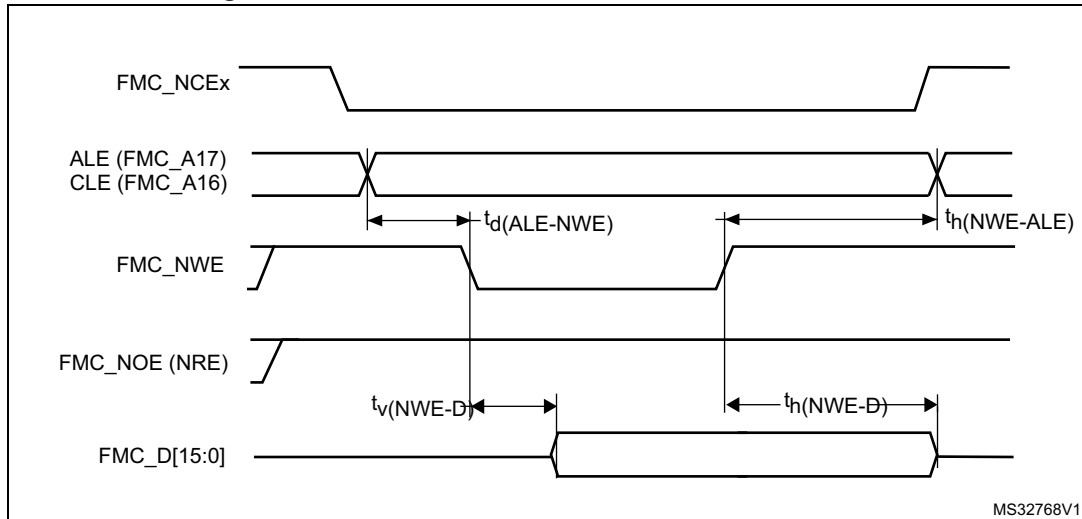 FMC_NCEx
ALE (FMC_A17)
CLE (FMC_A16)
td(ALE-NWE)
th(NWE-ALE)
FMC_NWE
FMC_NOE (NRE)
tv(NWE-D)
th(NWE-D)
FMC_D[15:0]
MS32768V1